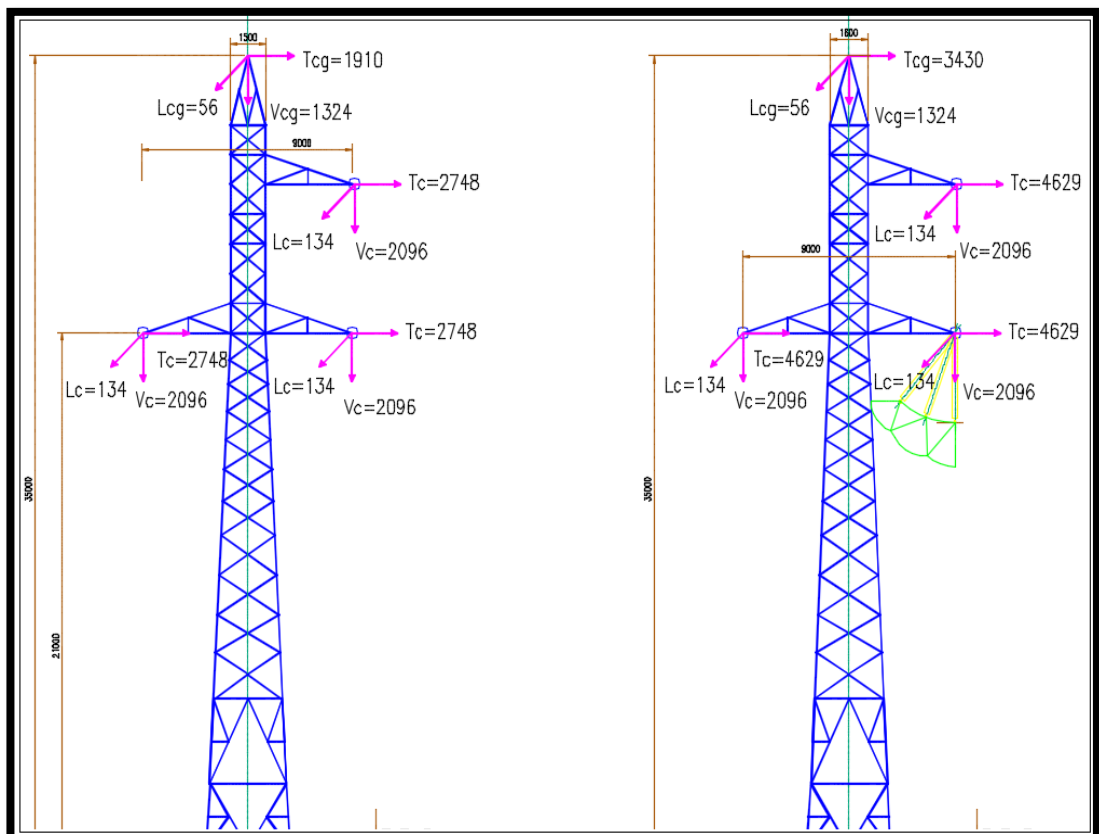 1500
Tcg=1910
Lcg=56
Vcg=1324
9000
Tc=2748
Lc=134
Vc=2096
Tc=2748
Tc=2748
Lc=134
Vc=2096
Lc=134
Vc=2096
35000
21000
1600
Tcg=3430
Lcg=56
Vcg=1324
Tc=4629
Lc=134
Vc=2096
9000
Tc=4629
Tc=4629
Lc=134
Vc=2096
Lc=134
Vc=2096
35000